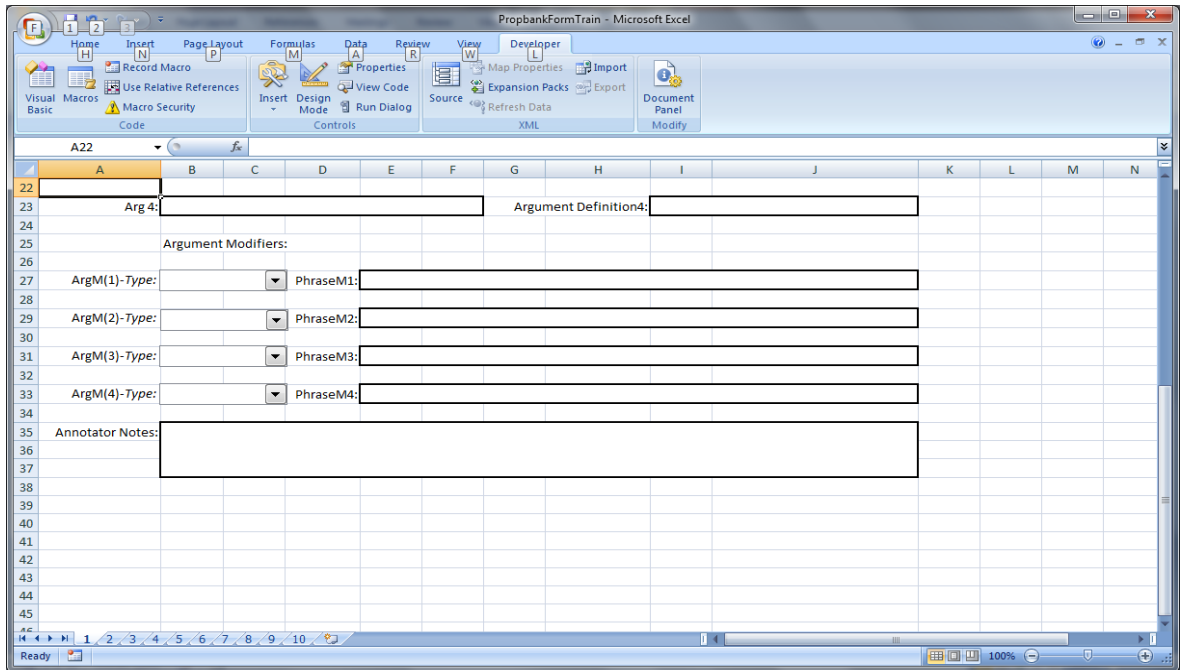 PropbankFormTrain - Microsoft Excel
F 1 2 3
Home Insert Page Layout Formulas Data Review View Developer
H N P M A R W L
Record Macro Properties Map Properties Import
Use Relative References View Code Expansion Packs Export
Visual Basic Macros Macro Security Insert Design Mode Run Dialog Source Refresh Data Document Panel
Code Controls XML Modify
A22 fx
A B C D E F G H I J K L M N
22
23 Arg 4: Argument Definition4:
24
25 Argument Modifiers:
26
27 ArgM(1)-Type: PhraseM1:
28
29 ArgM(2)-Type: PhraseM2:
30
31 ArgM(3)-Type: PhraseM3:
32
33 ArgM(4)-Type: PhraseM4:
34
35 Annotator Notes:
36
37
38
39
40
41
42
43
44
45
1 2 3 4 5 6 7 8 9 10
Ready 100%